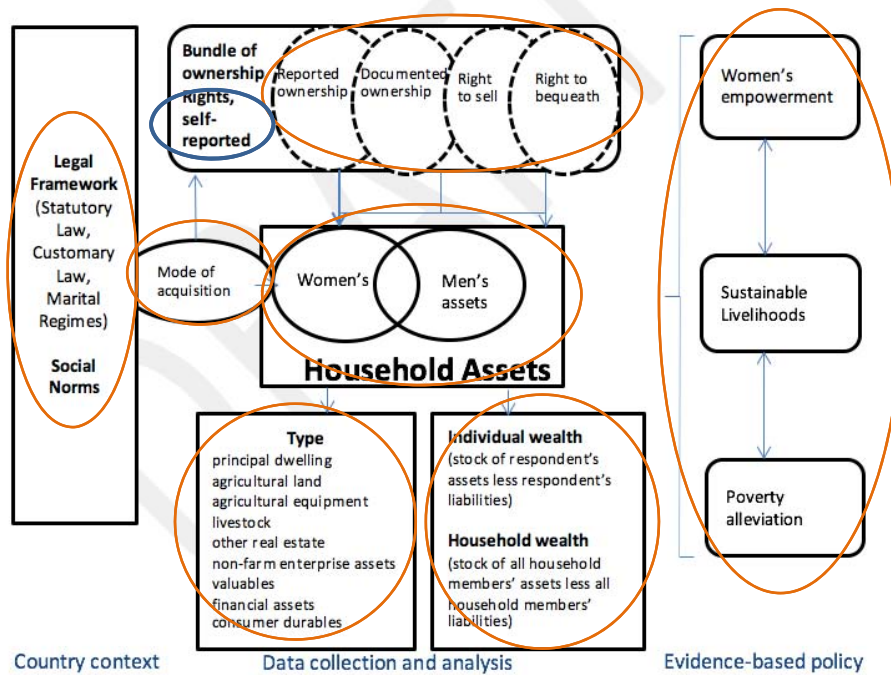 Bundle of
ownership
Rights,
self-
reported
Reported
ownership
Documented
ownership
Right
to sell
Right to
bequeath
Women's
empowerment
Legal
Framework
(Statutory
Law,
Customary
Law,
Marital
Regimes)
Social
Norms
Mode of
acquisition
Women's
Men's
assets
Household Assets
Sustainable
Livelihoods
Type
principal dwelling
agricultural land
agricultural equipment
livestock
other real estate
non-farm enterprise assets
valuables
financial assets
consumer durables
Individual wealth
(stock of respondent's
assets less respondent's
liabilities)
Household wealth
(stock of all household
members' assets less all
household members'
liabilities)
Poverty
alleviation
Country context
Data collection and analysis
Evidence-based policy